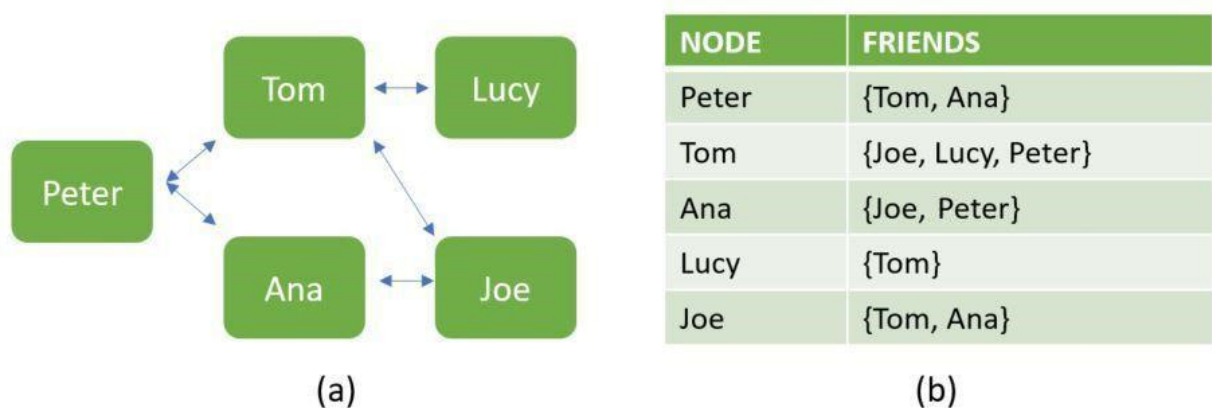 Tom
Lucy
Peter
Ana
Joe
(a)
NODE FRIENDS
Peter {Tom, Ana}
Tom {Joe, Lucy, Peter}
Ana {Joe, Peter}
Lucy {Tom}
Joe {Tom, Ana}
(b)